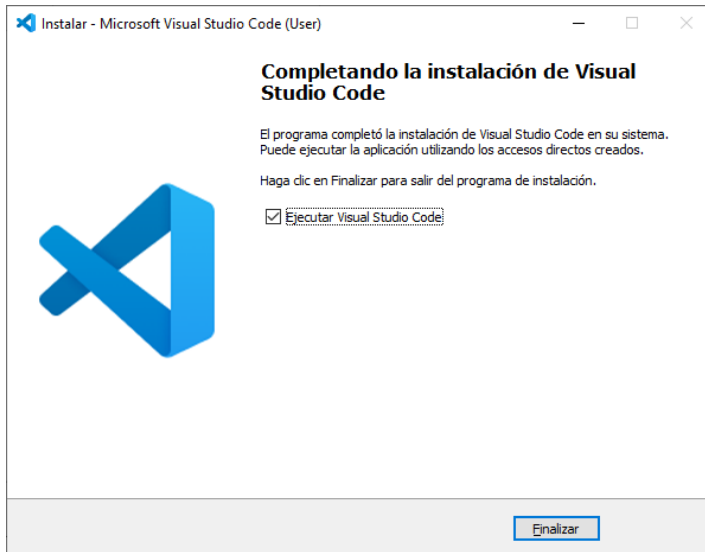 Instalar - Microsoft Visual Studio Code (User)
Completando la instalación de Visual
Studio Code
El programa completó la instalación de Visual Studio Code en su sistema.
Puede ejecutar la aplicación utilizando los accesos directos creados.
Haga clic en Finalizar para salir del programa de instalación.
Ejecutar Visual Studio Code
Finalizar